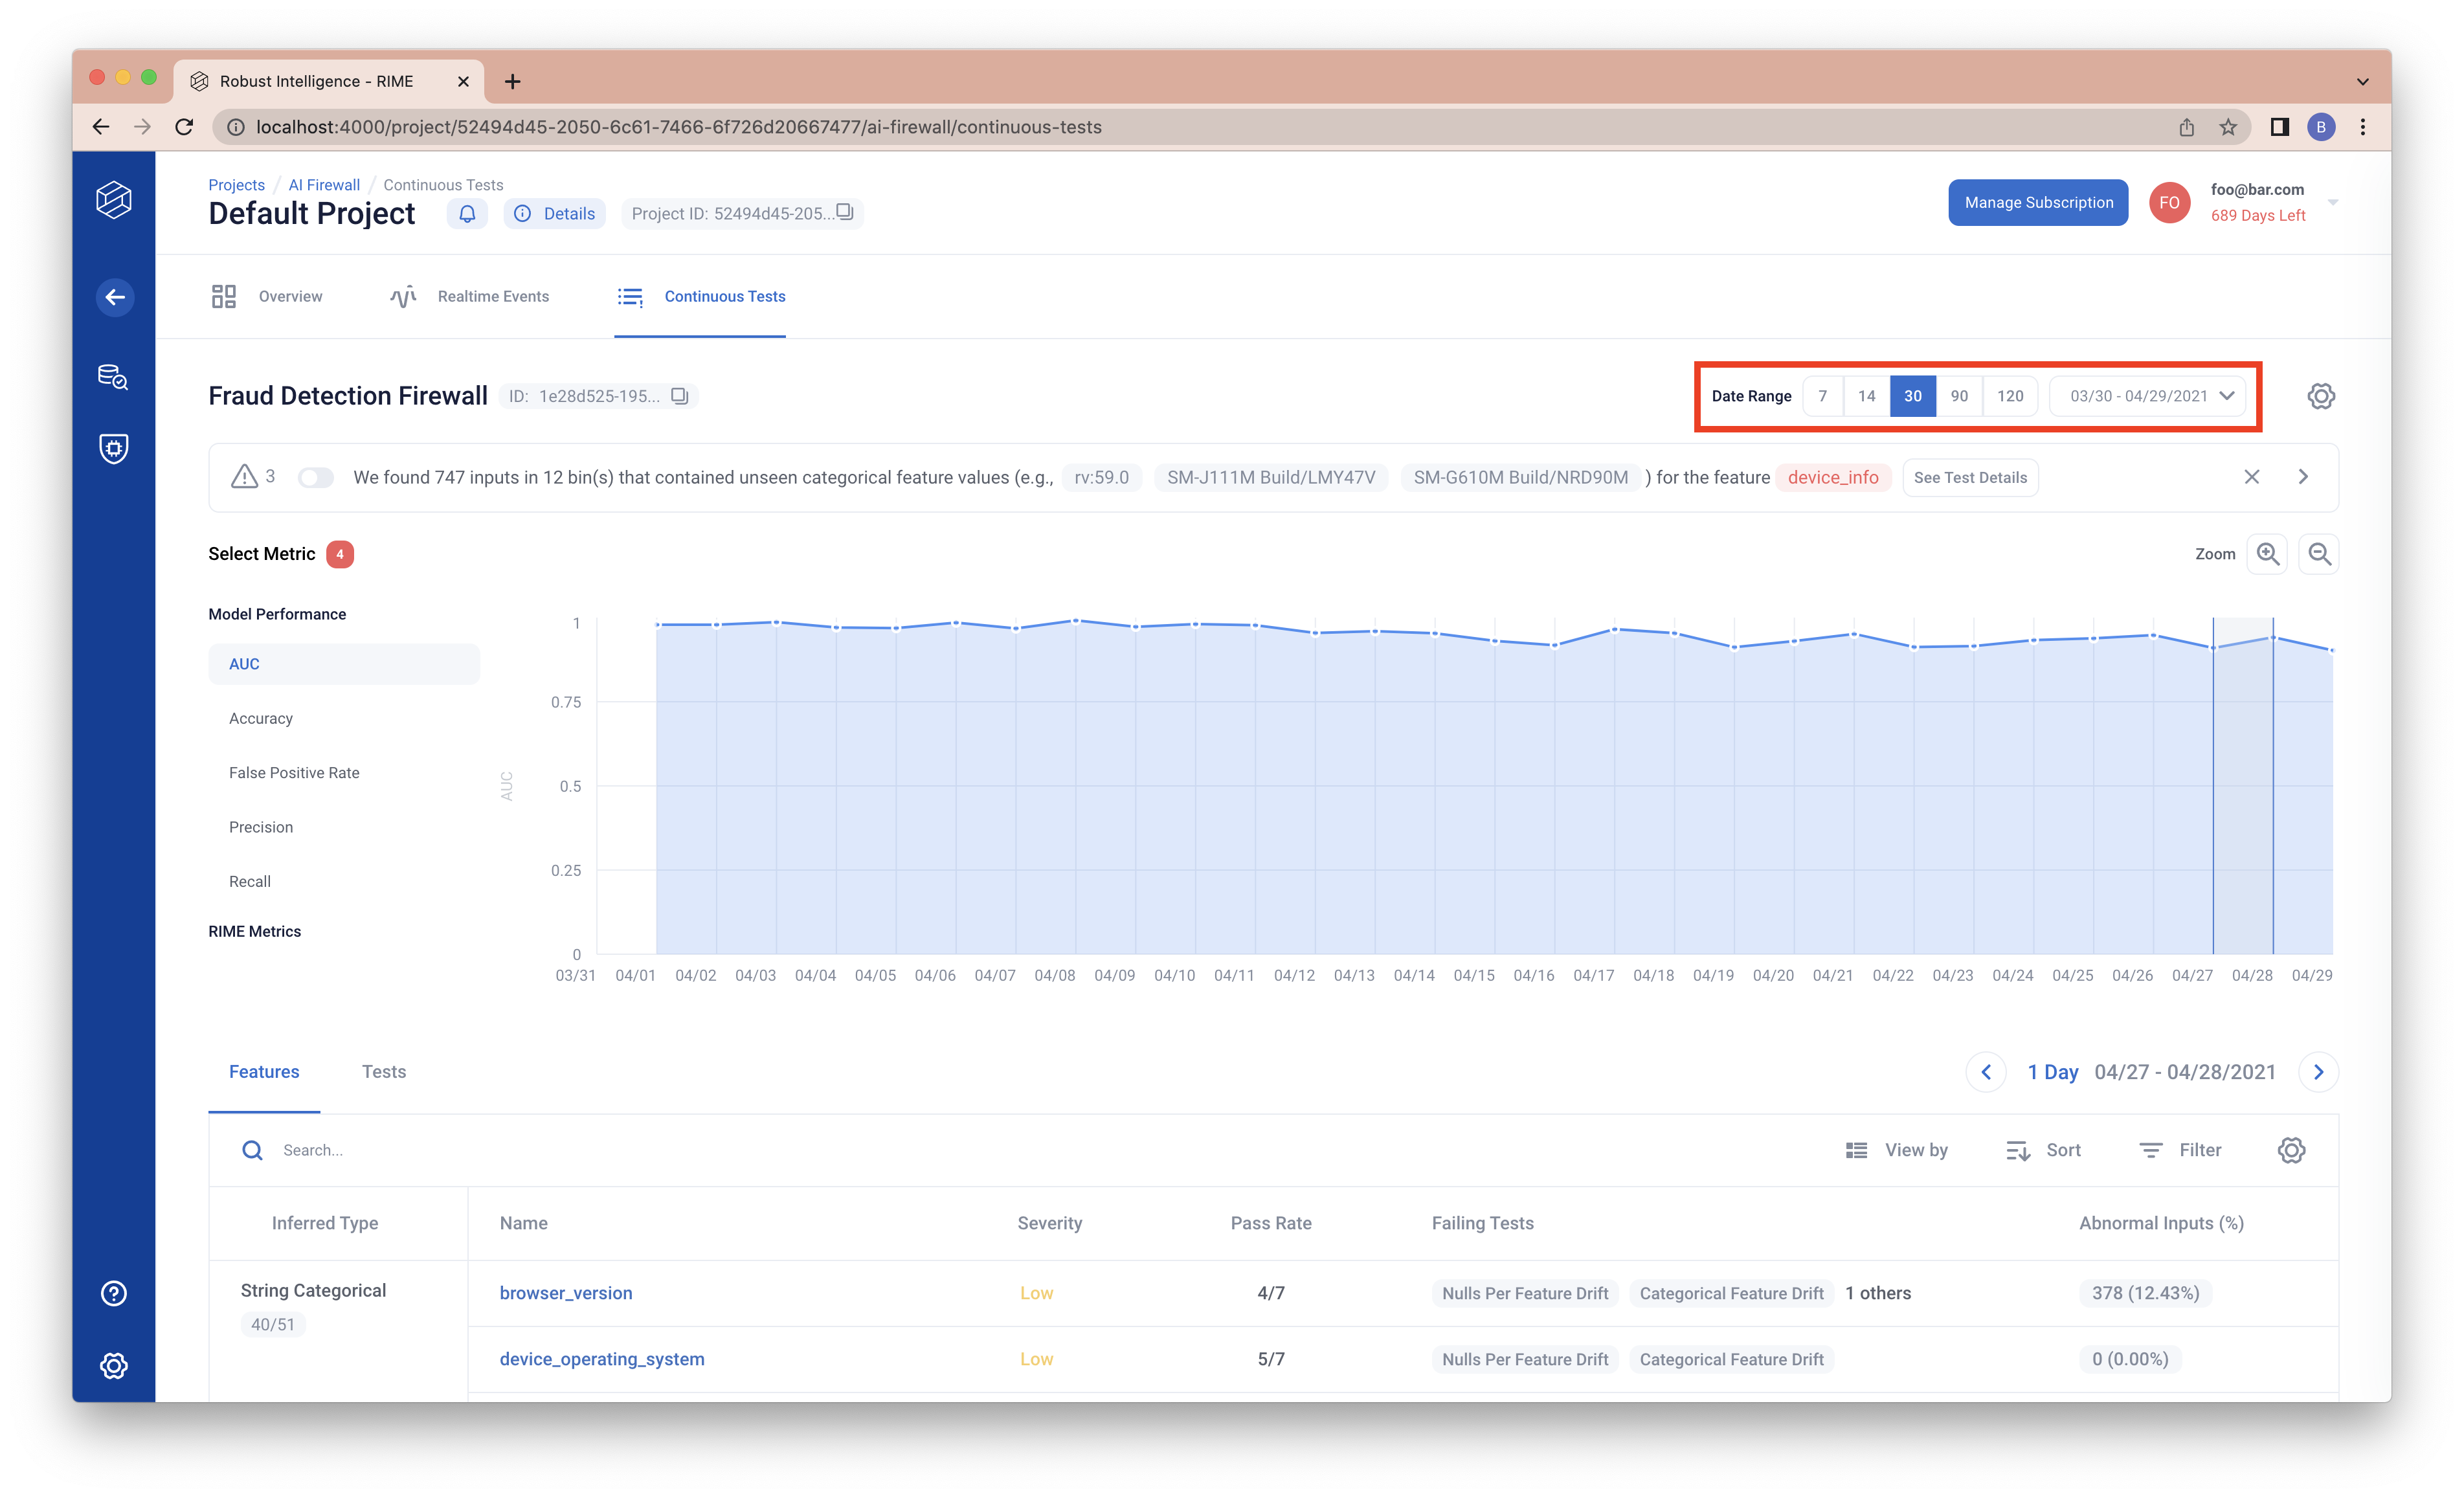 Robust Intelligence - RIME
localhost:4000/project/52494d45-2050-6c61-7466-6f726d20667477/ai-firewall/continuous-tests
B
Projects / AI Firewall / Continuous Tests
Default Project
Details
Project ID: 52494d45-205...
Manage Subscription
FO
foo@bar.com
689 Days Left
Overview
Realtime Events
Continuous Tests
Fraud Detection Firewall
ID: 1e28d525-195...
Date Range 7 14 30 90 120 03/30 - 04/29/2021
3 We found 747 inputs in 12 bin(s) that contained unseen categorical feature values (e.g., rv:59.0 SM-J111M Build/LMY47V SM-G610M Build/NRD90M ) for the feature device_info See Test Details
Select Metric 4
Zoom
Model Performance
AUC
Accuracy
False Positive Rate
Precision
Recall
RIME Metrics
AUC
1
0.75
0.5
0.25
0
03/31 04/01 04/02 04/03 04/04 04/05 04/06 04/07 04/08 04/09 04/10 04/11 04/12 04/13 04/14 04/15 04/16 04/17 04/18 04/19 04/20 04/21 04/22 04/23 04/24 04/25 04/26 04/27 04/28 04/29
Features Tests
1 Day 04/27 - 04/28/2021
Search...
View by Sort Filter
Inferred Type Name Severity Pass Rate Failing Tests Abnormal Inputs (%)
String Categorical
40/51
browser_version Low 4/7 Nulls Per Feature Drift Categorical Feature Drift 1 others 378 (12.43%)
device_operating_system Low 5/7 Nulls Per Feature Drift Categorical Feature Drift 0 (0.00%)